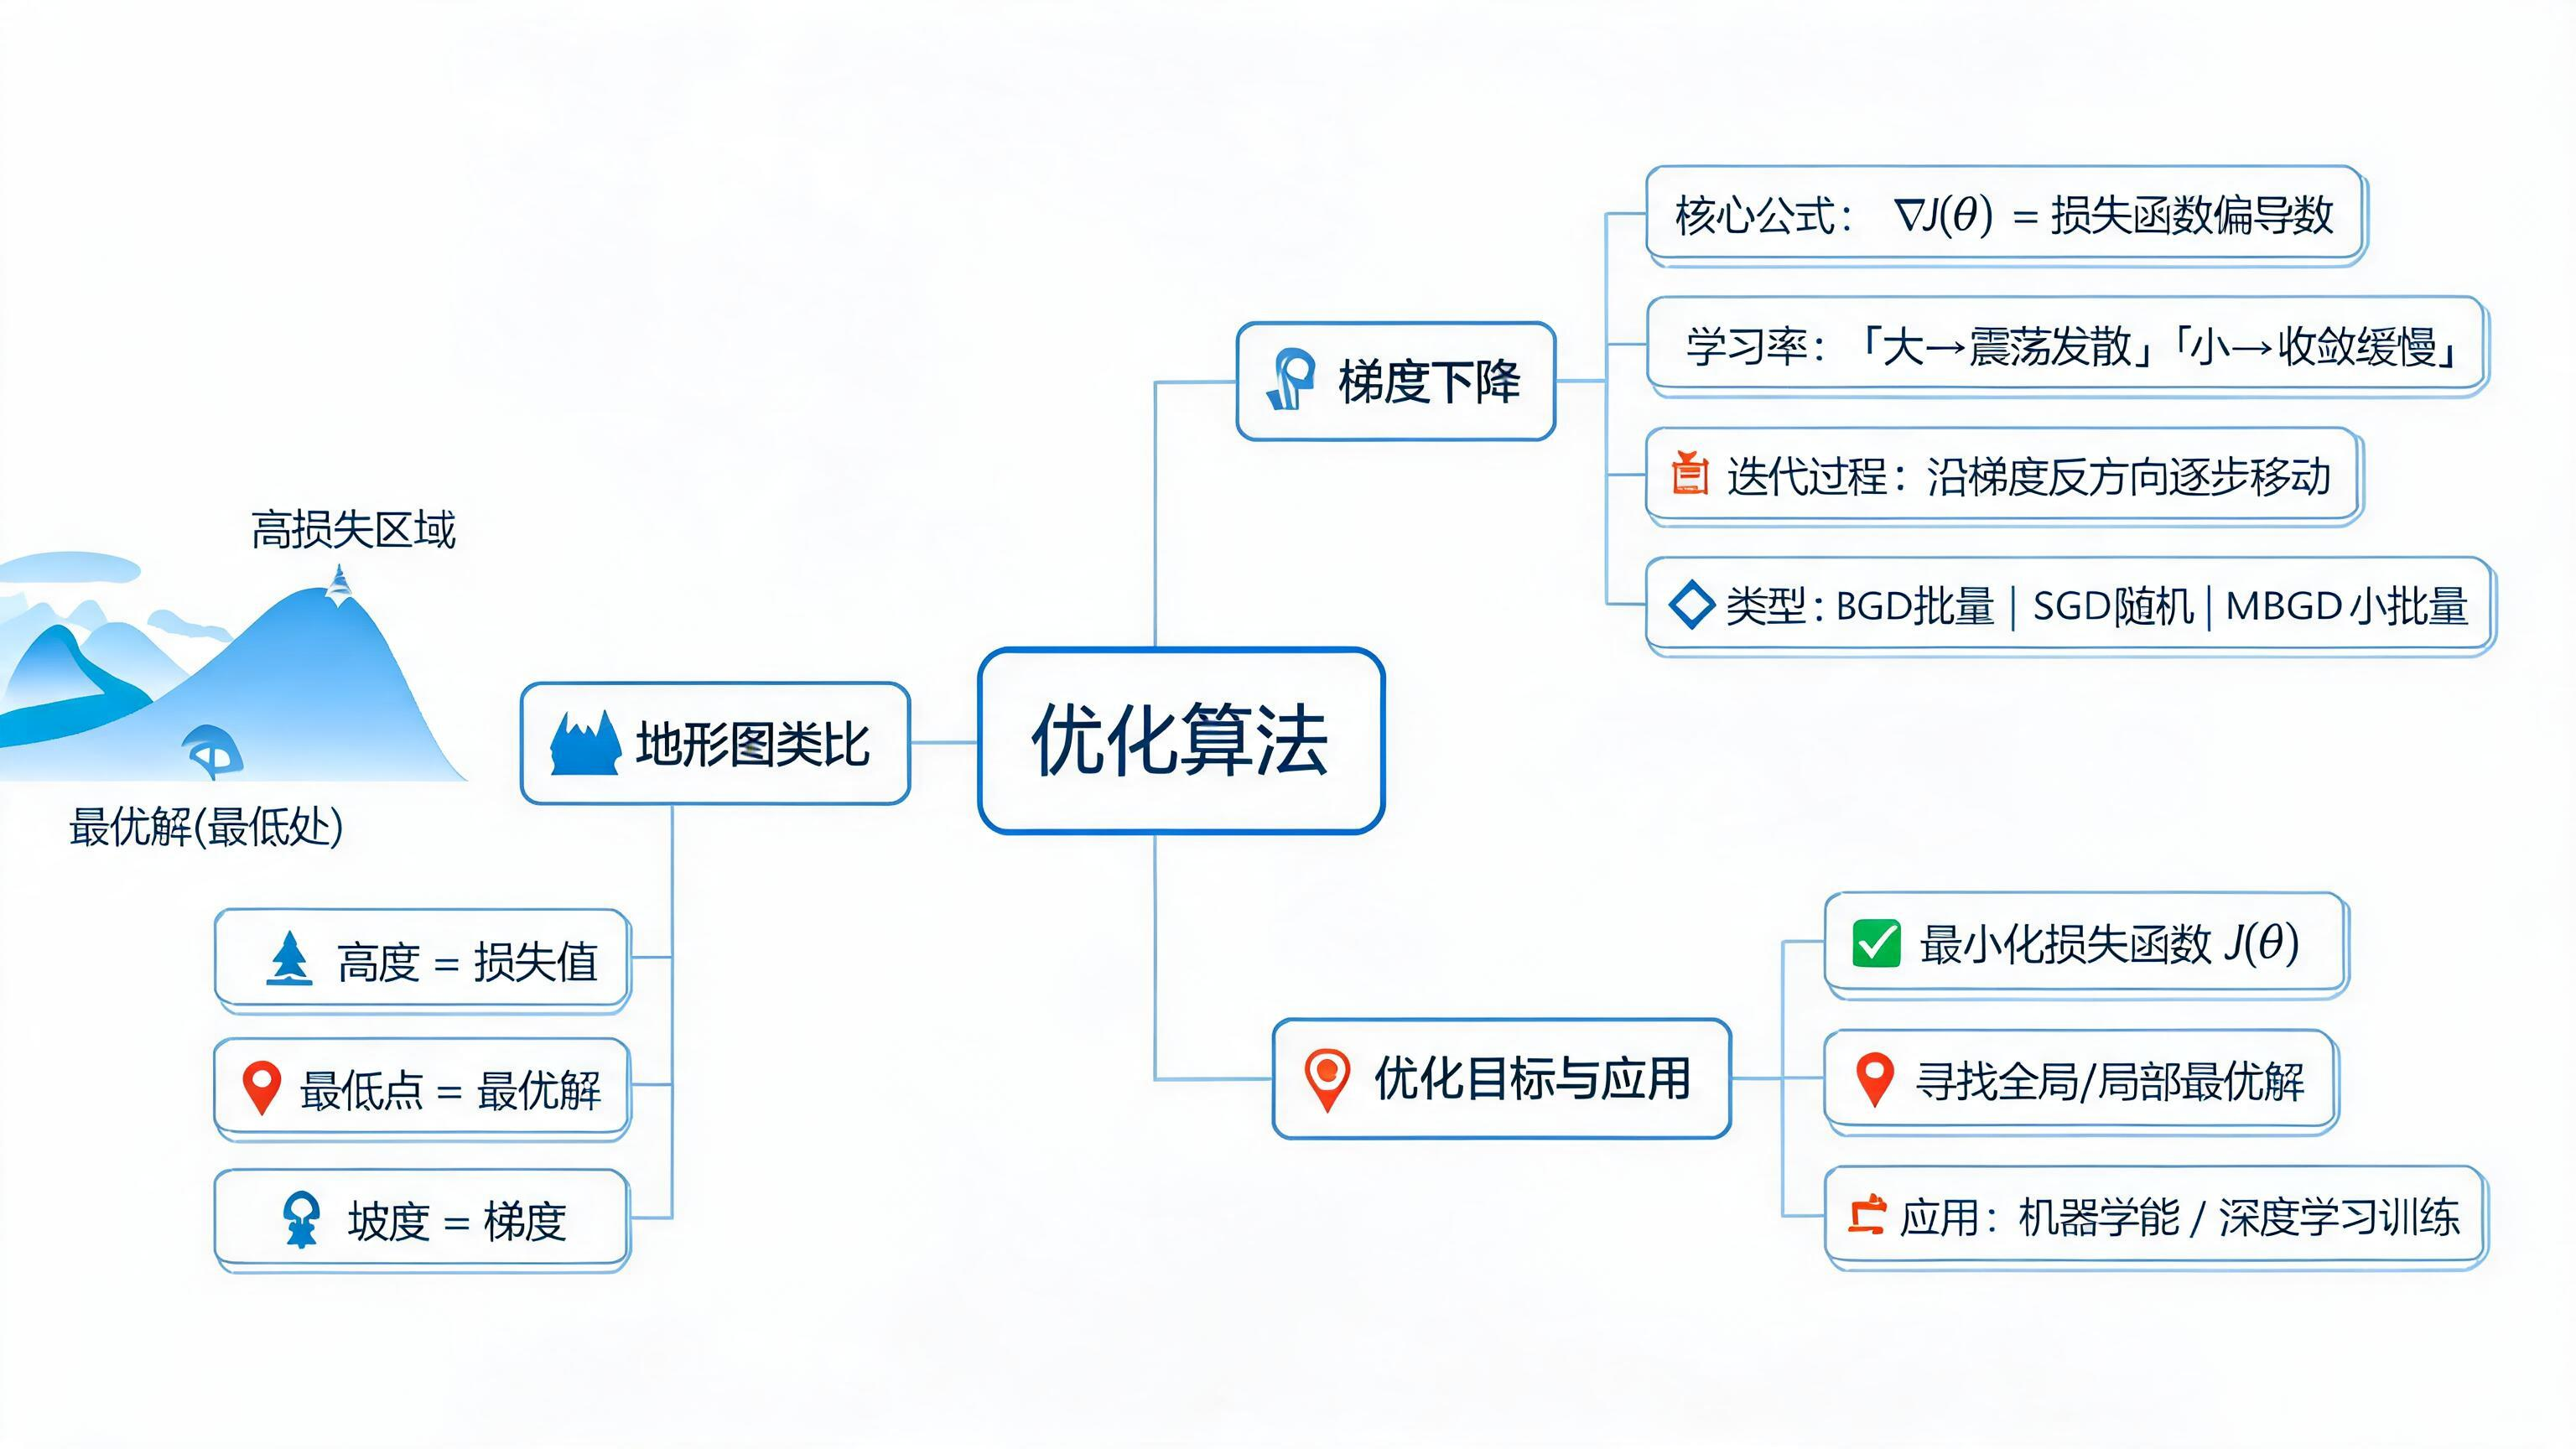 优化算法
梯度下降
核心公式： ∇J(θ) = 损失函数偏导数
学习率：「大→震荡发散」「小→收敛缓慢」
迭代过程：沿梯度反方向逐步移动
类型：BGD批量 | SGD随机 | MBGD小批量
地形图类比
高损失区域
最优解(最低处)
高度 = 损失值
最低点 = 最优解
坡度 = 梯度
优化目标与应用
最小化损失函数 J(θ)
寻找全局/局部最优解
应用：机器学能 / 深度学习训练